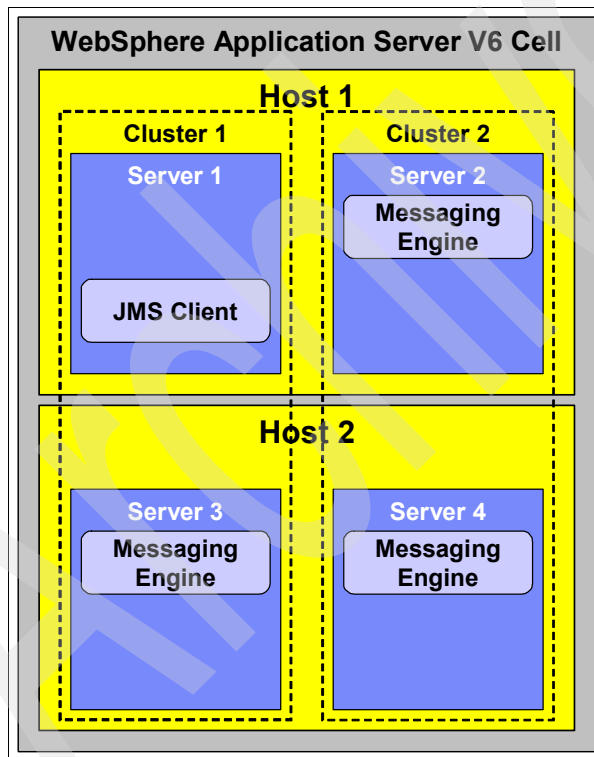 WebSphere Application Server V6 Cell
Host 1
Cluster 1
Server 1
JMS Client
Cluster 2
Server 2
Messaging
Engine
Host 2
Server 3
Messaging
Engine
Server 4
Messaging
Engine